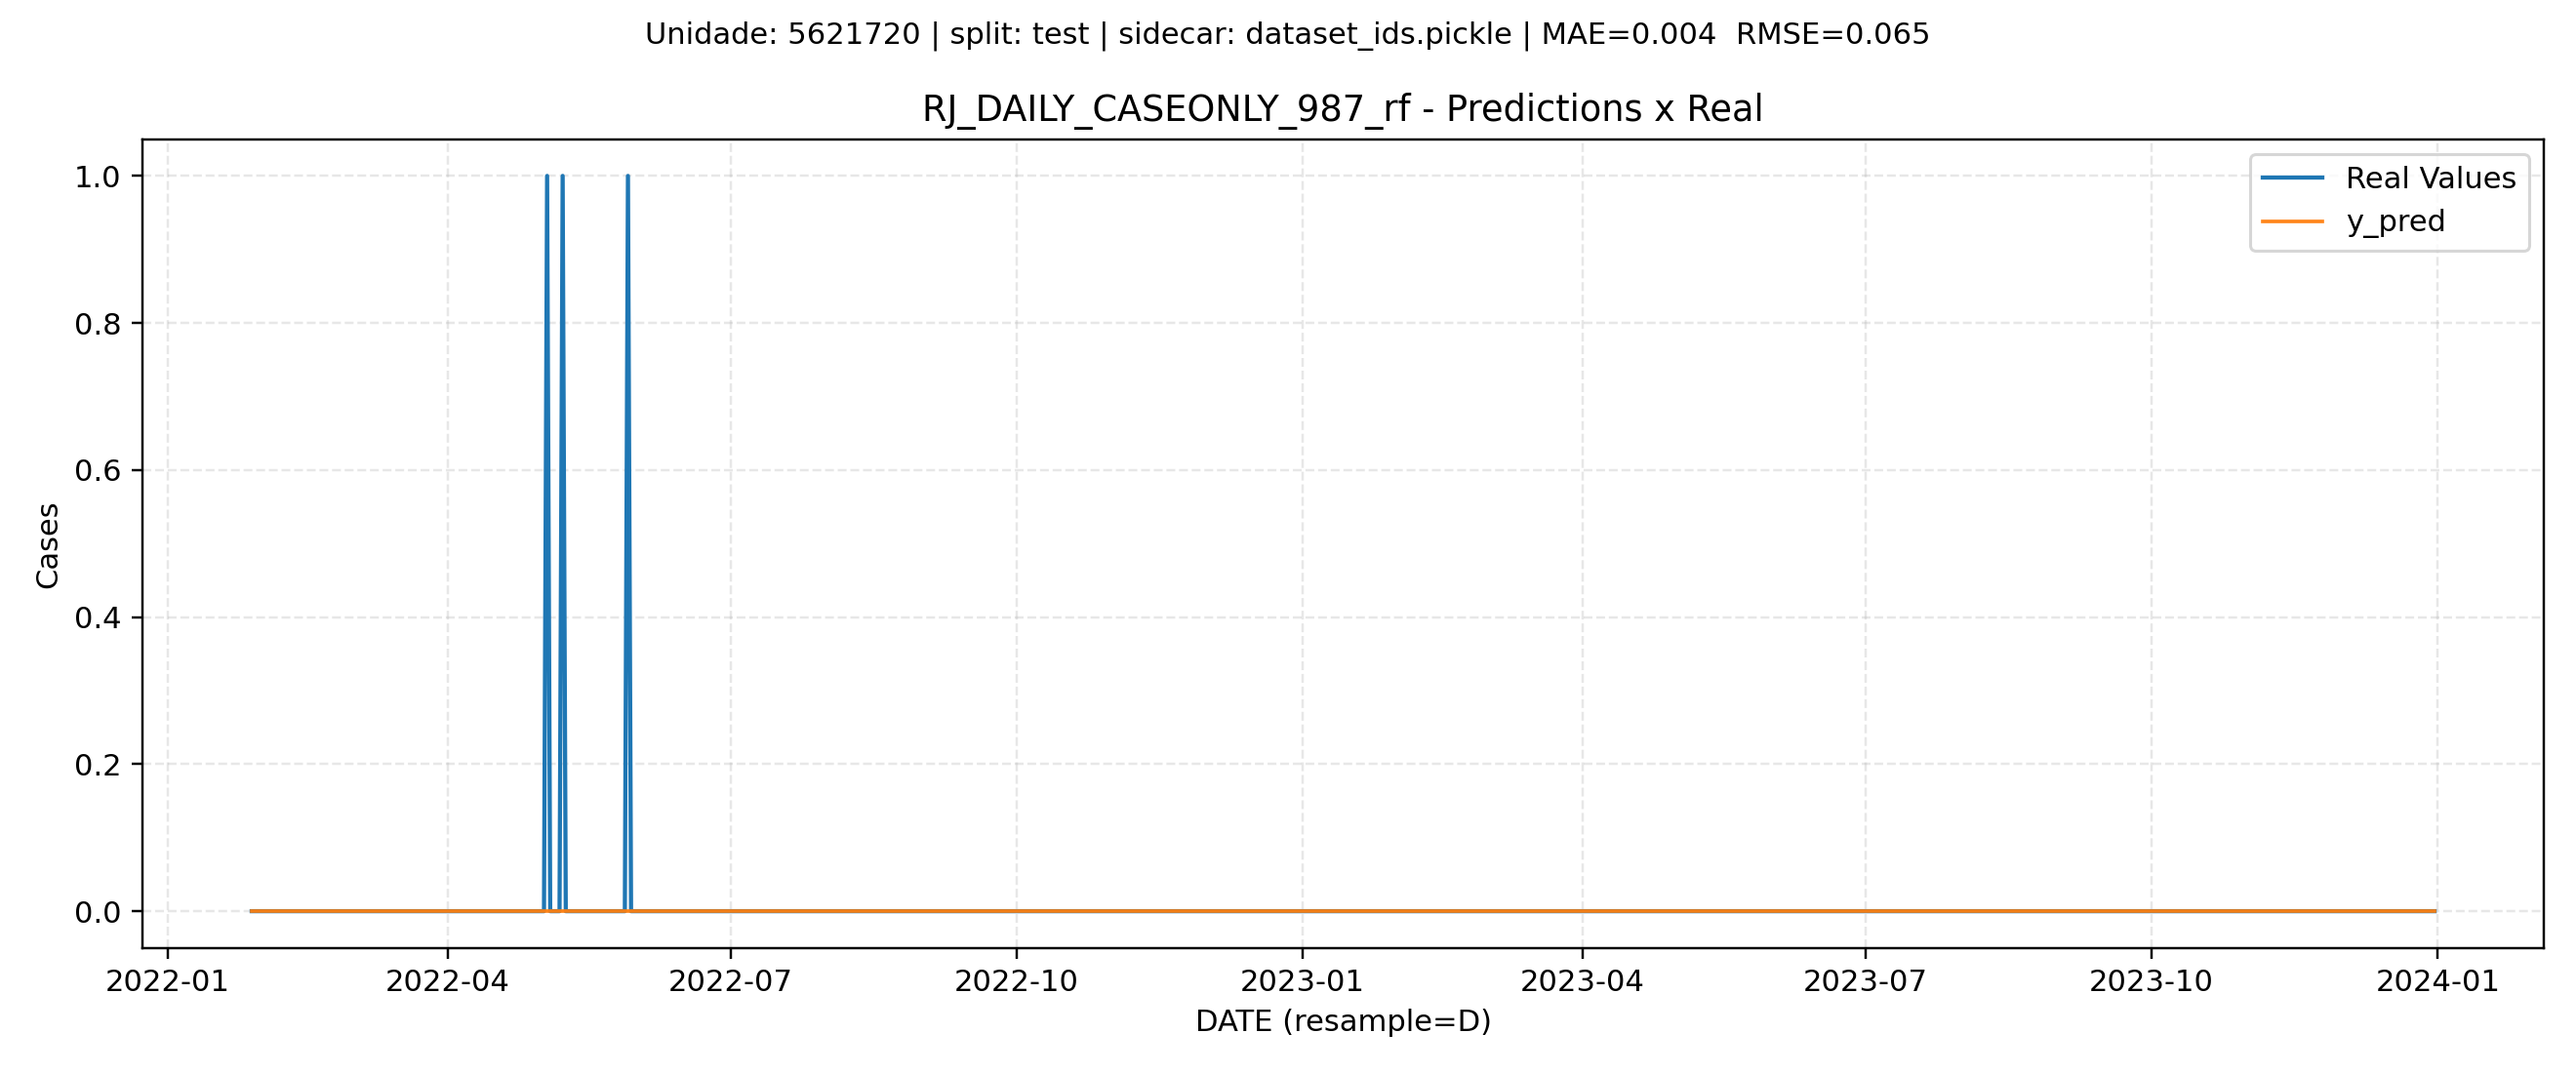 Unidade: 5621720 | split: test | sidecar: dataset_ids.pickle | MAE=0.004  RMSE=0.065
RJ_DAILY_CASEONLY_987_rf - Predictions x Real
Real Values
y_pred
1.0
0.8
0.6
0.4
0.2
0.0
Cases
2022-01 2022-04 2022-07 2022-10 2023-01 2023-04 2023-07 2023-10 2024-01
DATE (resample=D)